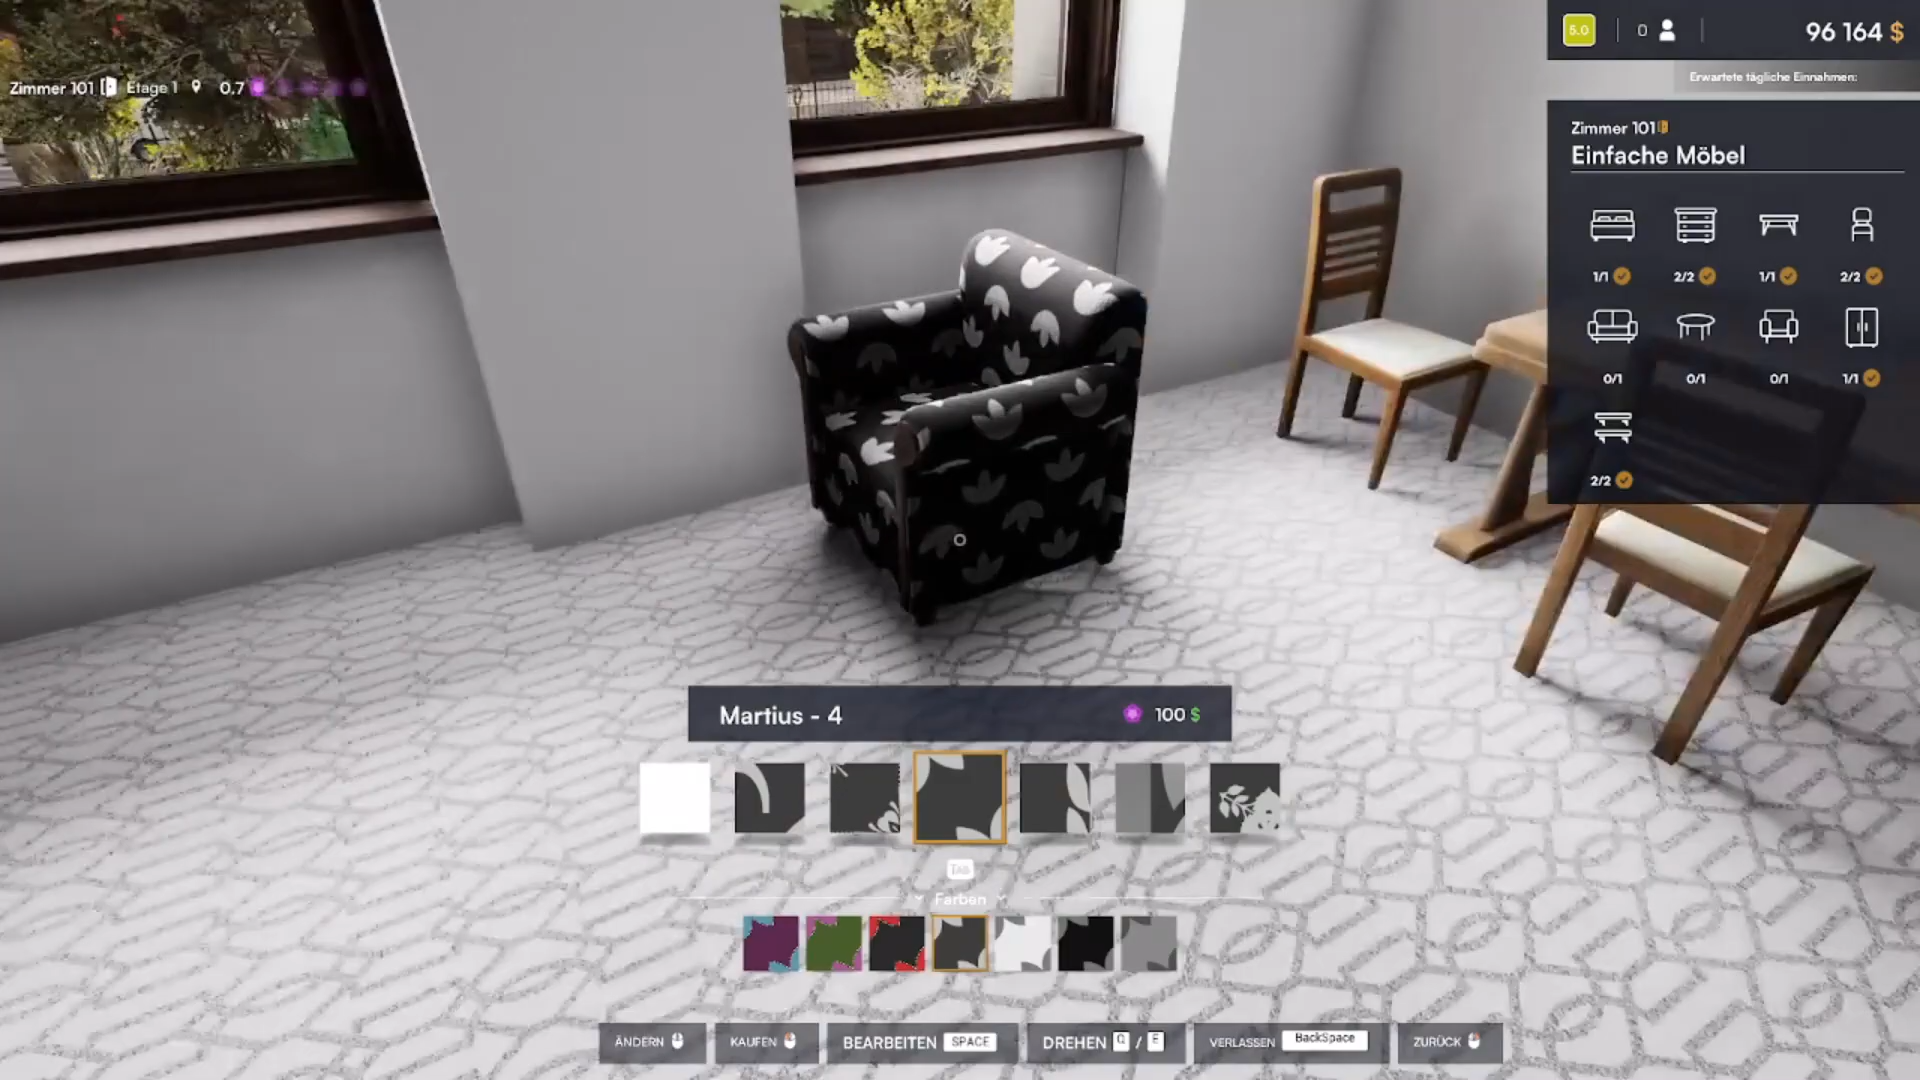 5.0 0 96 164 $
Erwartete tägliche Einnahmen:
Zimmer 101 Etage 1 0.7
Zimmer 101
Einfache Möbel
1/1 2/2 1/1 2/2
0/1 0/1 0/1 1/1
2/2
Martius - 4 100 $
TAB
Farben
ÄNDERN KAUFEN BEARBEITEN SPACE DREHEN Q / E VERLASSEN BackSpace ZURÜCK